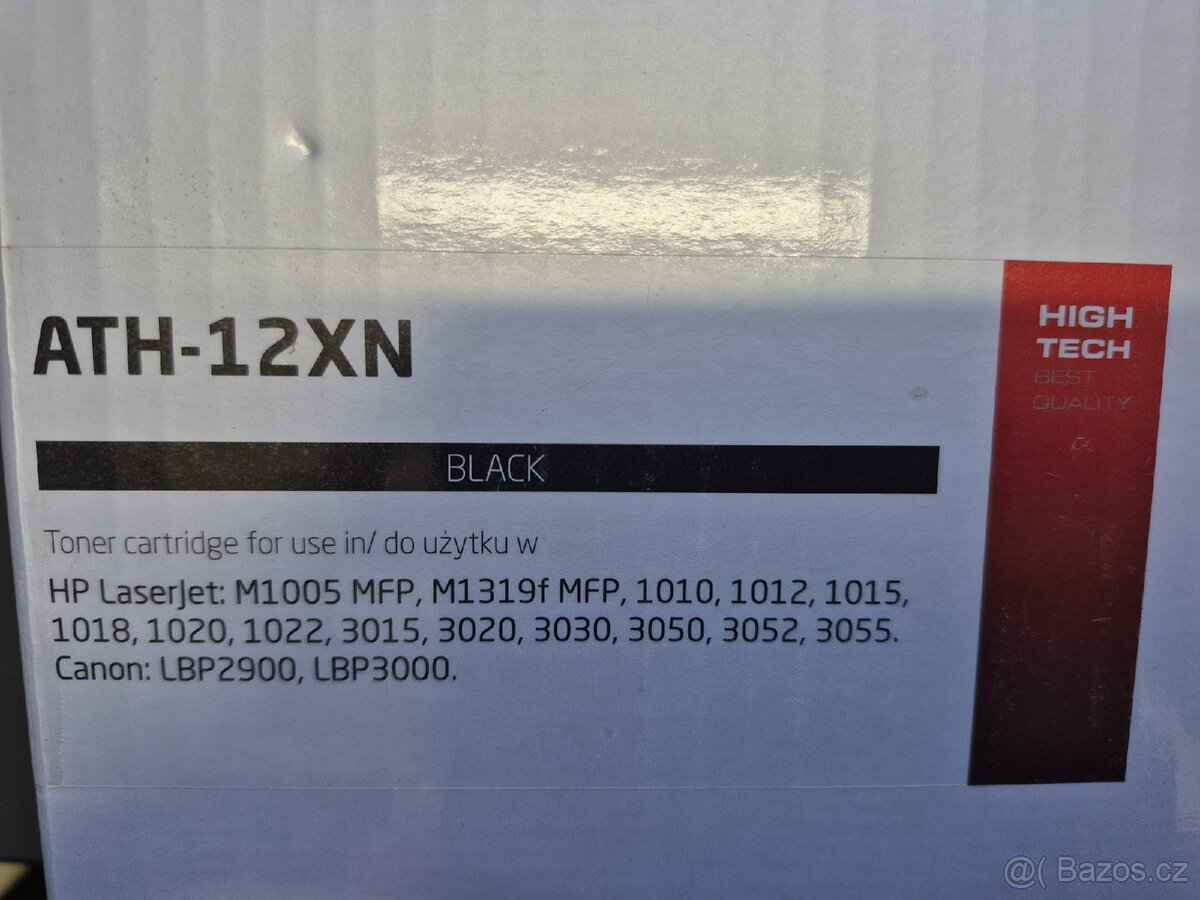 ATH-12XN
HIGH
TECH
BEST
QUALITY
BLACK
Toner cartridge for use in/ do użytku w
HP LaserJet: M1005 MFP, M1319f MFP, 1010, 1012, 1015,
1018, 1020, 1022, 3015, 3020, 3030, 3050, 3052, 3055.
Canon: LBP2900, LBP3000.
@( Bazos.cz